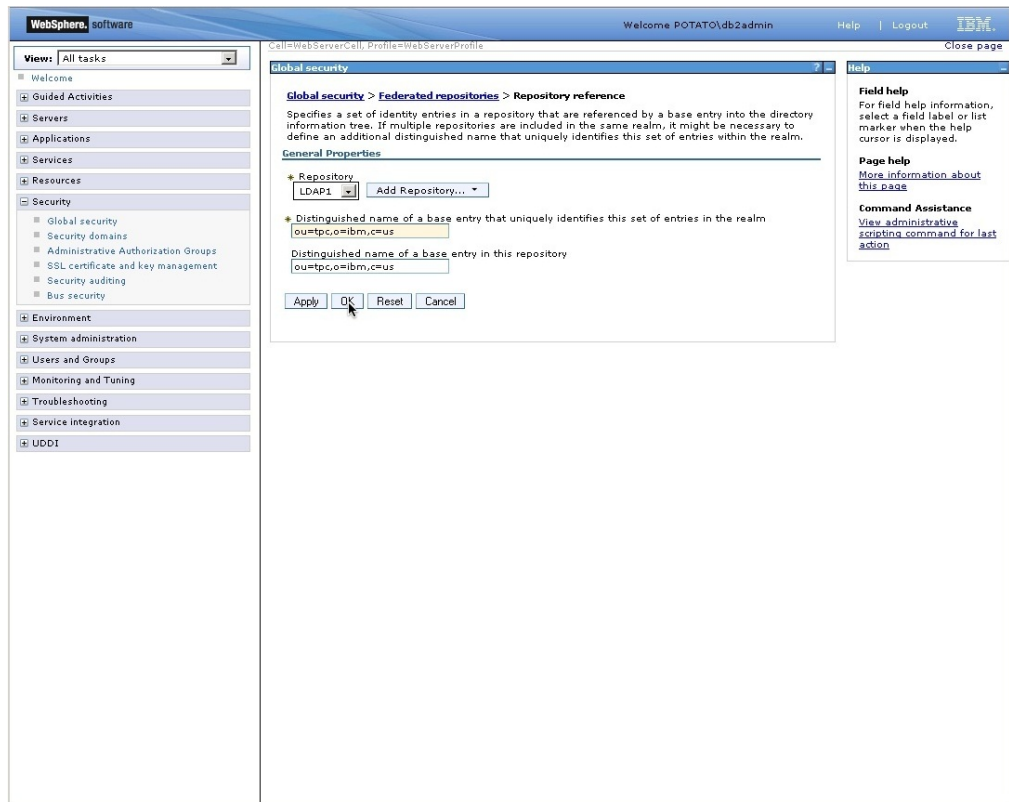 WebSphere. software
Welcome POTATO\db2admin
Help | Logout
IBM.
View: All tasks
Welcome
Guided Activities
Servers
Applications
Services
Resources
Security
Global security
Security domains
Administrative Authorization Groups
SSL certificate and key management
Security auditing
Bus security
Environment
System administration
Users and Groups
Monitoring and Tuning
Troubleshooting
Service integration
UDDI
Cell=WebServerCell, Profile=WebServerProfile
Close page
Global security ? -
Global security > Federated repositories > Repository reference
Specifies a set of identity entries in a repository that are referenced by a base entry into the directory
information tree. If multiple repositories are included in the same realm, it might be necessary to
define an additional distinguished name that uniquely identifies this set of entries within the realm.
General Properties
* Repository
LDAP1 Add Repository...
* Distinguished name of a base entry that uniquely identifies this set of entries in the realm
ou=tpc,o=ibm,c=us
Distinguished name of a base entry in this repository
ou=tpc,o=ibm,c=us
Apply OK Reset Cancel
Help -
Field help
For field help information,
select a field label or list
marker when the help
cursor is displayed.
Page help
More information about
this page
Command Assistance
View administrative
scripting command for last
action